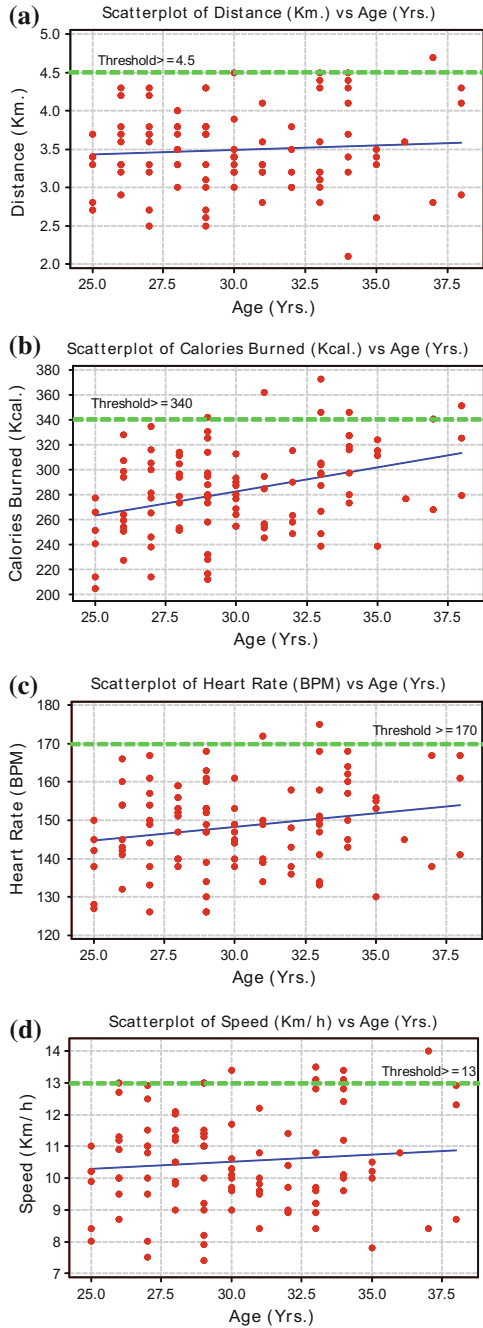 (a)
Scatterplot of Distance (Km.) vs Age (Yrs.)
5.0
4.5
4.0
3.5
3.0
2.5
2.0
Distance (Km.)
Threshold>=4.5
25.0 27.5 30.0 32.5 35.0 37.5
Age (Yrs.)
(b)
Scatterplot of Calories Burned (Kcal.) vs Age (Yrs.)
380
360
340
320
300
280
260
240
220
200
Calories Burned (Kcal.)
Threshold>=340
25.0 27.5 30.0 32.5 35.0 37.5
Age (Yrs.)
(c)
Scatterplot of Heart Rate (BPM) vs Age (Yrs.)
180
170
160
150
140
130
120
Heart Rate (BPM)
Threshold >=170
25.0 27.5 30.0 32.5 35.0 37.5
Age (Yrs.)
(d)
Scatterplot of Speed (Km/h) vs Age (Yrs.)
14
13
12
11
10
9
8
7
Speed (Km/h)
Threshold>=13
25.0 27.5 30.0 32.5 35.0 37.5
Age (Yrs.)